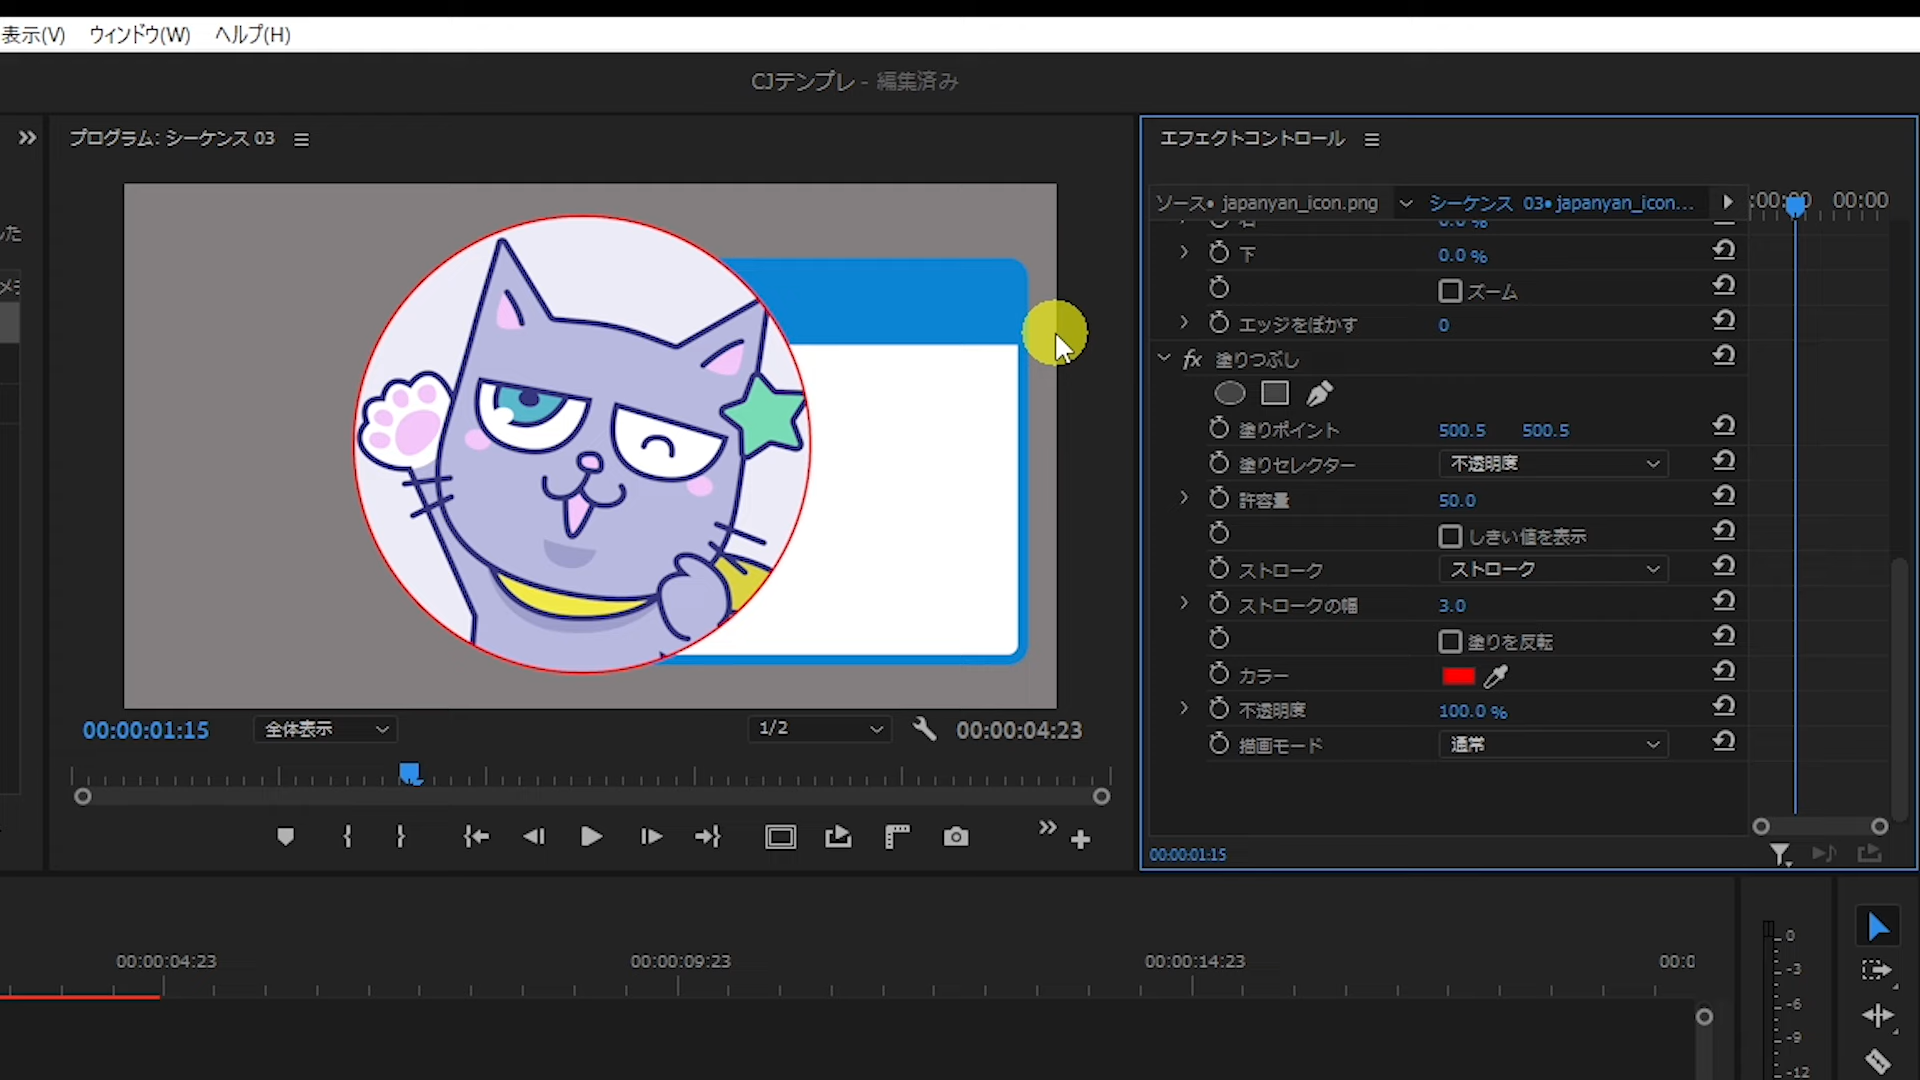 表示(V) ウィンドウ(W) ヘルプ(H)
CJテンプレ - 編集済み
プログラム: シーケンス 03
エフェクトコントロール
ソース• japanyan_icon.png
シーケンス 03• japanyan_icon...
:00:00 00:00
した
右 0.0 %
下 0.0 %
ズーム
エッジをぼかす 0
fx 塗りつぶし
塗りポイント 500.5 500.5
塗りセレクター 不透明度
許容量 50.0
しきい値を表示
ストローク ストローク
ストロークの幅 3.0
塗りを反転
カラー
不透明度 100.0 %
描画モード 通常
00:00:01:15 全体表示 1/2 00:00:04:23
00:00:01:15
00:00:04:23 00:00:09:23 00:00:14:23 00:0
0
-3
-6
-9
-12